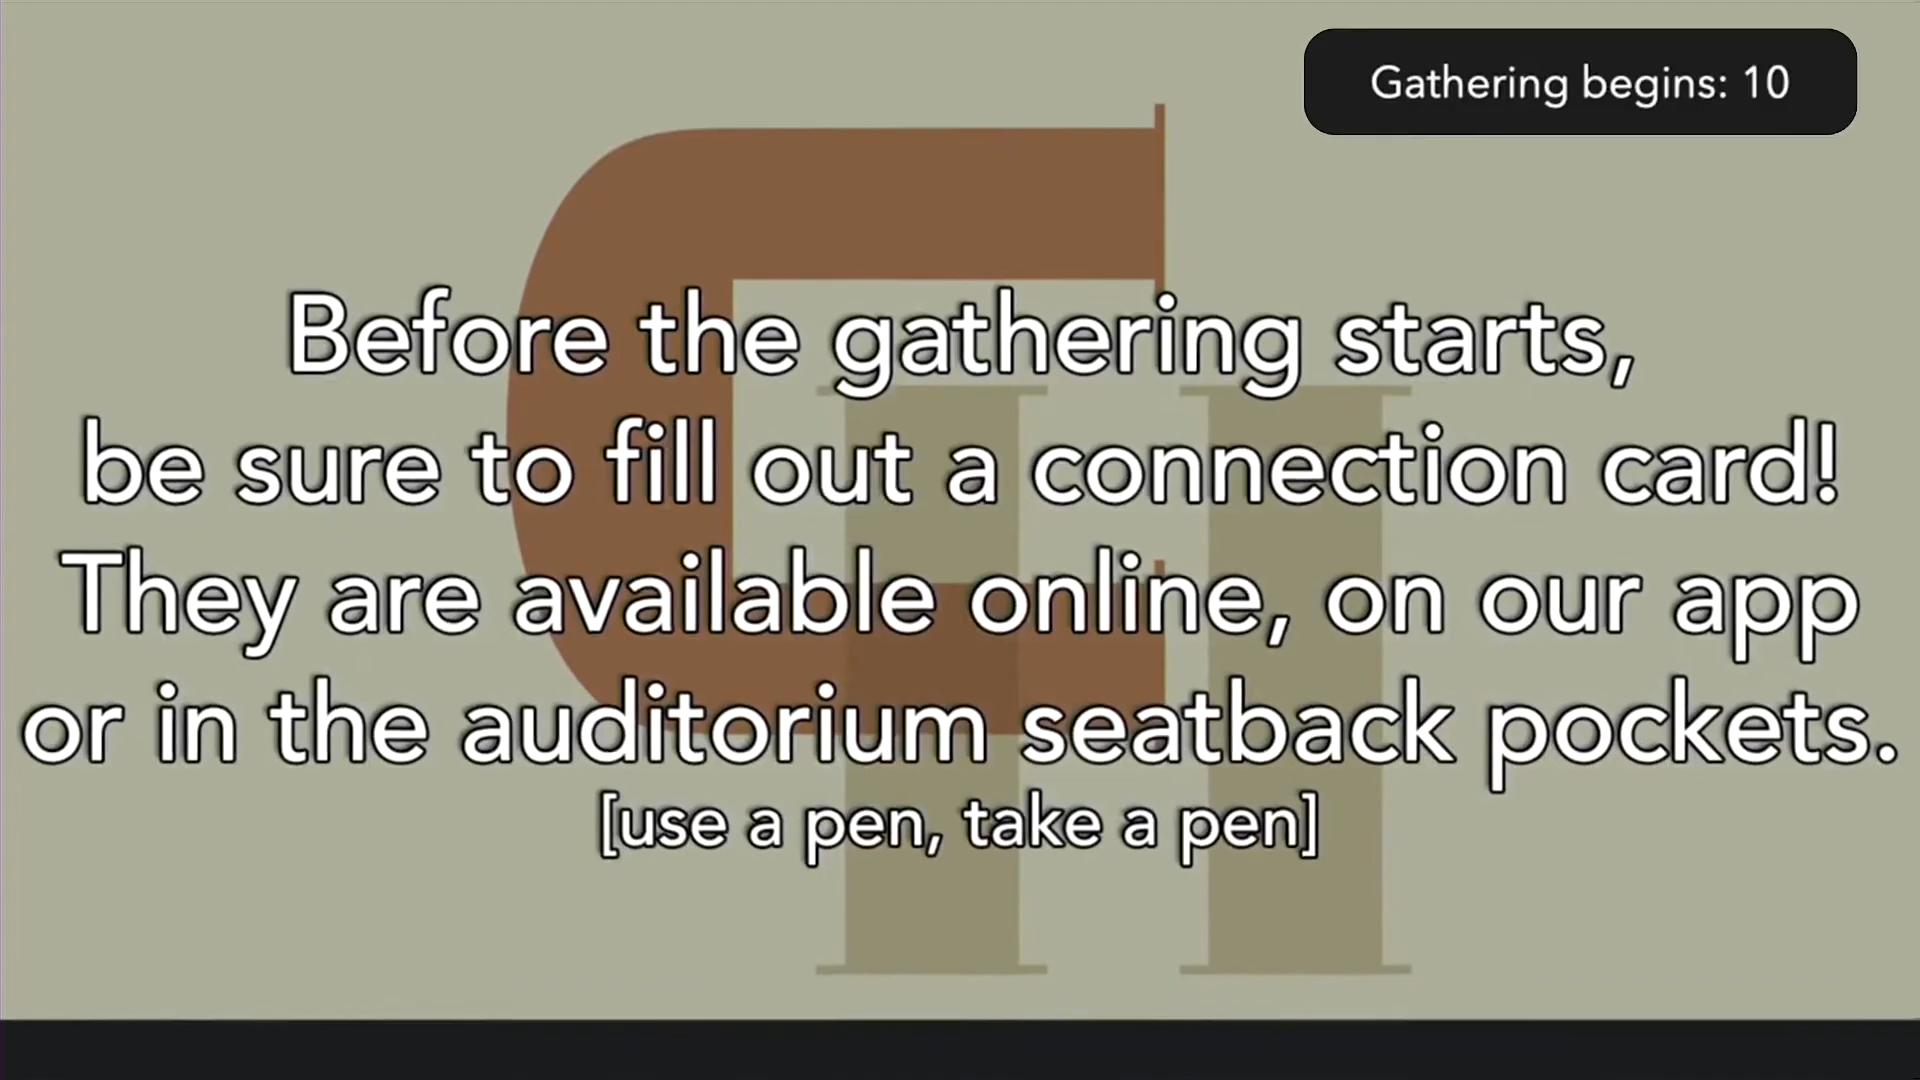 Gathering begins: 10
Before the gathering starts,
be sure to fill out a connection card!
They are available online, on our app
or in the auditorium seatback pockets.
[use a pen, take a pen]